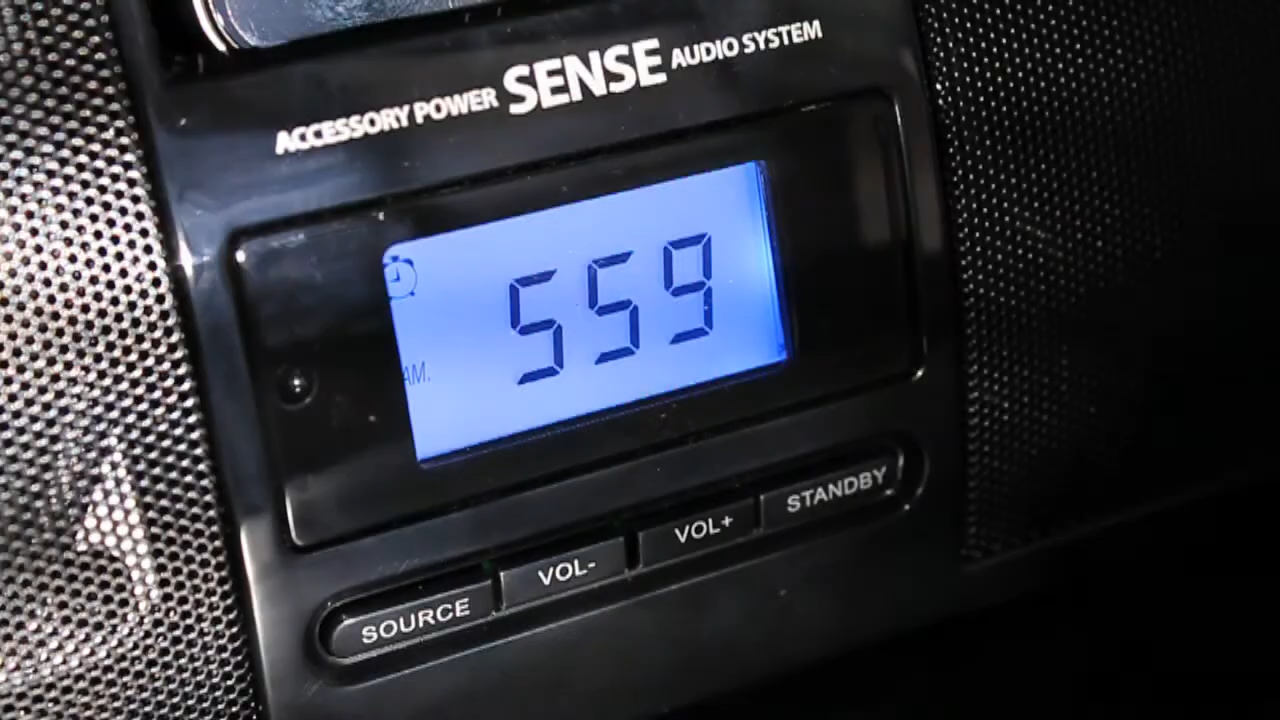 ACCESSORY POWER SENSE AUDIO SYSTEM
559
AM.
SOURCE VOL- VOL+ STANDBY